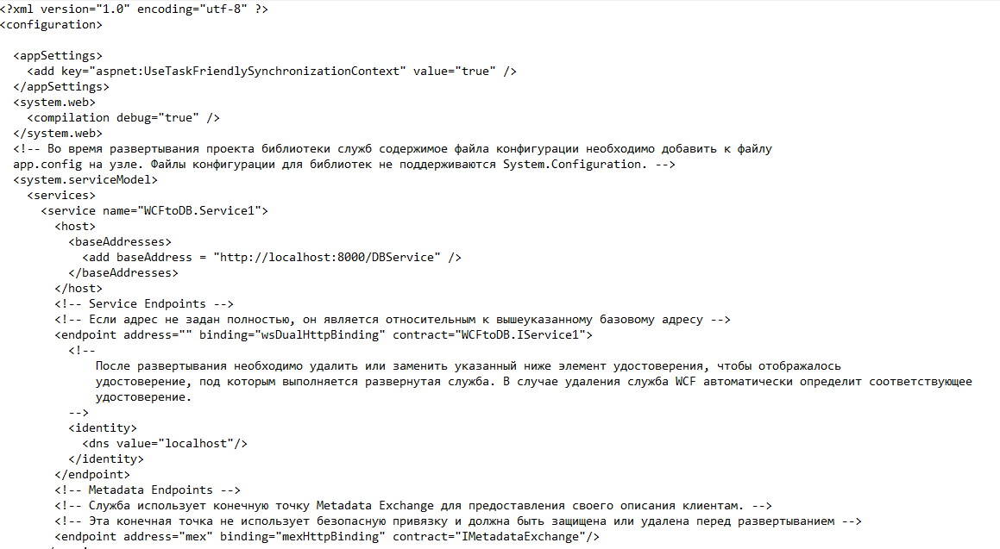 <?xml version="1.0" encoding="utf-8" ?>
<configuration>
<appSettings>
<add key="aspnet:UseTaskFriendlySynchronizationContext" value="true" />
</appSettings>
<system.web>
<compilation debug="true" />
</system.web>
<!-- Во время развертывания проекта библиотеки служб содержимое файла конфигурации необходимо добавить к файлу
app.config на узле. Файлы конфигурации для библиотек не поддерживаются System.Configuration. -->
<system.serviceModel>
<services>
<service name="WCFtoDB.Service1">
<host>
<baseAddresses>
<add baseAddress = "http://localhost:8000/DBService" />
</baseAddresses>
</host>
<!-- Service Endpoints -->
<!-- Если адрес не задан полностью, он является относительным к вышеуказанному базовому адресу -->
<endpoint address="" binding="wsDualHttpBinding" contract="WCFtoDB.IService1">
<!--
После развертывания необходимо удалить или заменить указанный ниже элемент удостоверения, чтобы отображалось
удостоверение, под которым выполняется развернутая служба. В случае удаления служба WCF автоматически определит соответствующее
удостоверение.
-->
<identity>
<dns value="localhost"/>
</identity>
</endpoint>
<!-- Metadata Endpoints -->
<!-- Служба использует конечную точку Metadata Exchange для предоставления своего описания клиентам. -->
<!-- Эта конечная точка не использует безопасную привязку и должна быть защищена или удалена перед развертыванием -->
<endpoint address="mex" binding="mexHttpBinding" contract="IMetadataExchange"/>